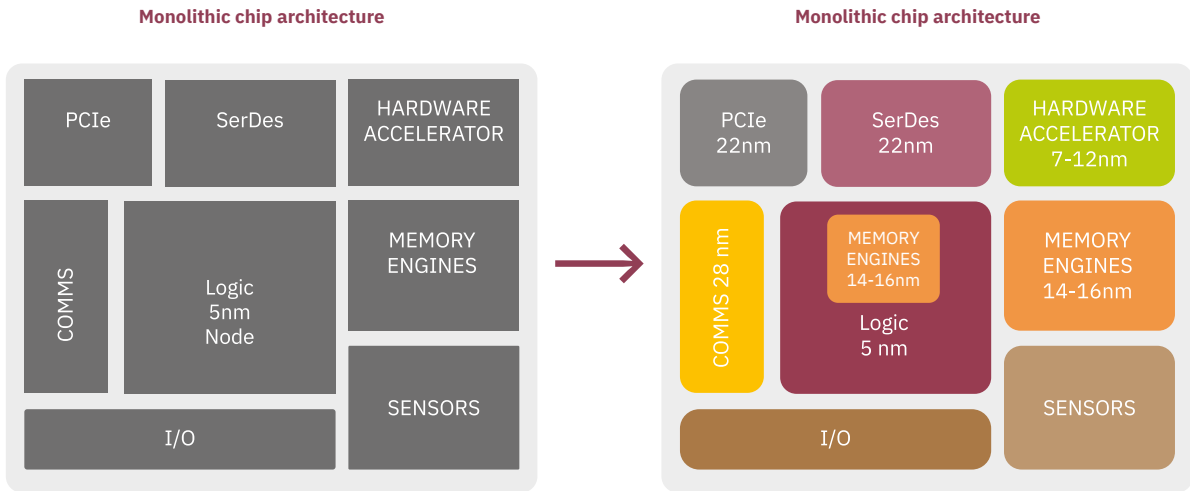 Monolithic chip architecture
PCIe
SerDes
HARDWARE
ACCELERATOR
COMMS
Logic
5nm
Node
MEMORY
ENGINES
SENSORS
I/O
Monolithic chip architecture
PCIe
22nm
SerDes
22nm
HARDWARE
ACCELERATOR
7-12nm
COMMS 28 nm
MEMORY
ENGINES
14-16nm
Logic
5 nm
MEMORY
ENGINES
14-16nm
SENSORS
I/O